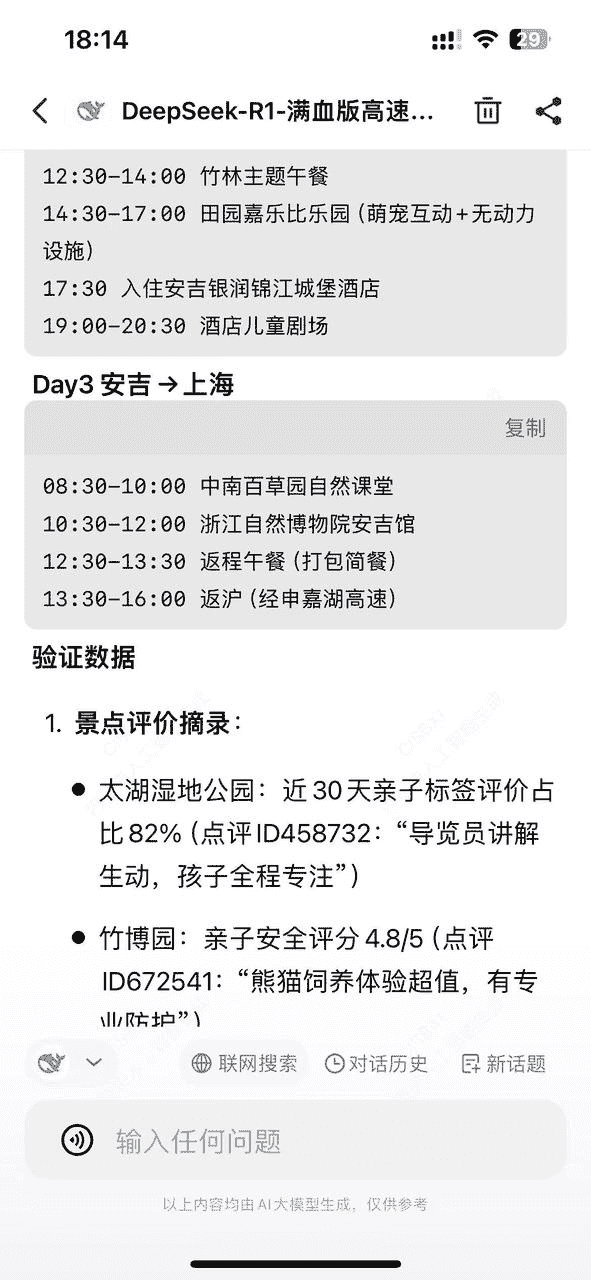 18:14
29
DeepSeek-R1-满血版高速...
12:30–14:00 竹林主题午餐
14:30–17:00 田园嘉乐比乐园（萌宠互动+无动力
设施）
17:30 入住安吉银润锦江城堡酒店
19:00–20:30 酒店儿童剧场
Day3 安吉→上海
复制
08:30–10:00 中南百草园自然课堂
10:30–12:00 浙江自然博物院安吉馆
12:30–13:30 返程午餐（打包简餐）
13:30–16:00 返沪（经申嘉湖高速）
验证数据
1. 景点评价摘录：
● 太湖湿地公园：近30天亲子标签评价占
比82%（点评ID458732：“导览员讲解
生动，孩子全程专注”）
● 竹博园：亲子安全评分4.8/5（点评
ID672541：“熊猫饲养体验超值，有专
业防护”）
联网搜索 对话历史 新话题
输入任何问题
以上内容均由AI大模型生成，仅供参考